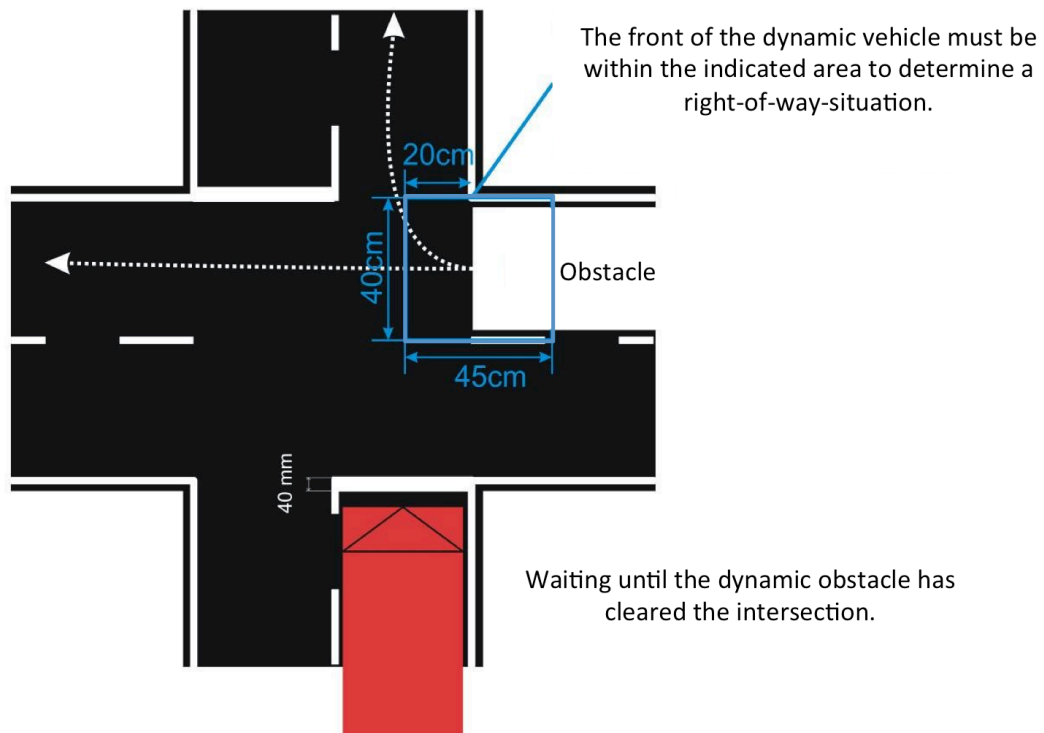 The front of the dynamic vehicle must be
within the indicated area to determine a
right-of-way-situation.
20cm
40cm
Obstacle
45cm
40 mm
Waiting until the dynamic obstacle has
cleared the intersection.